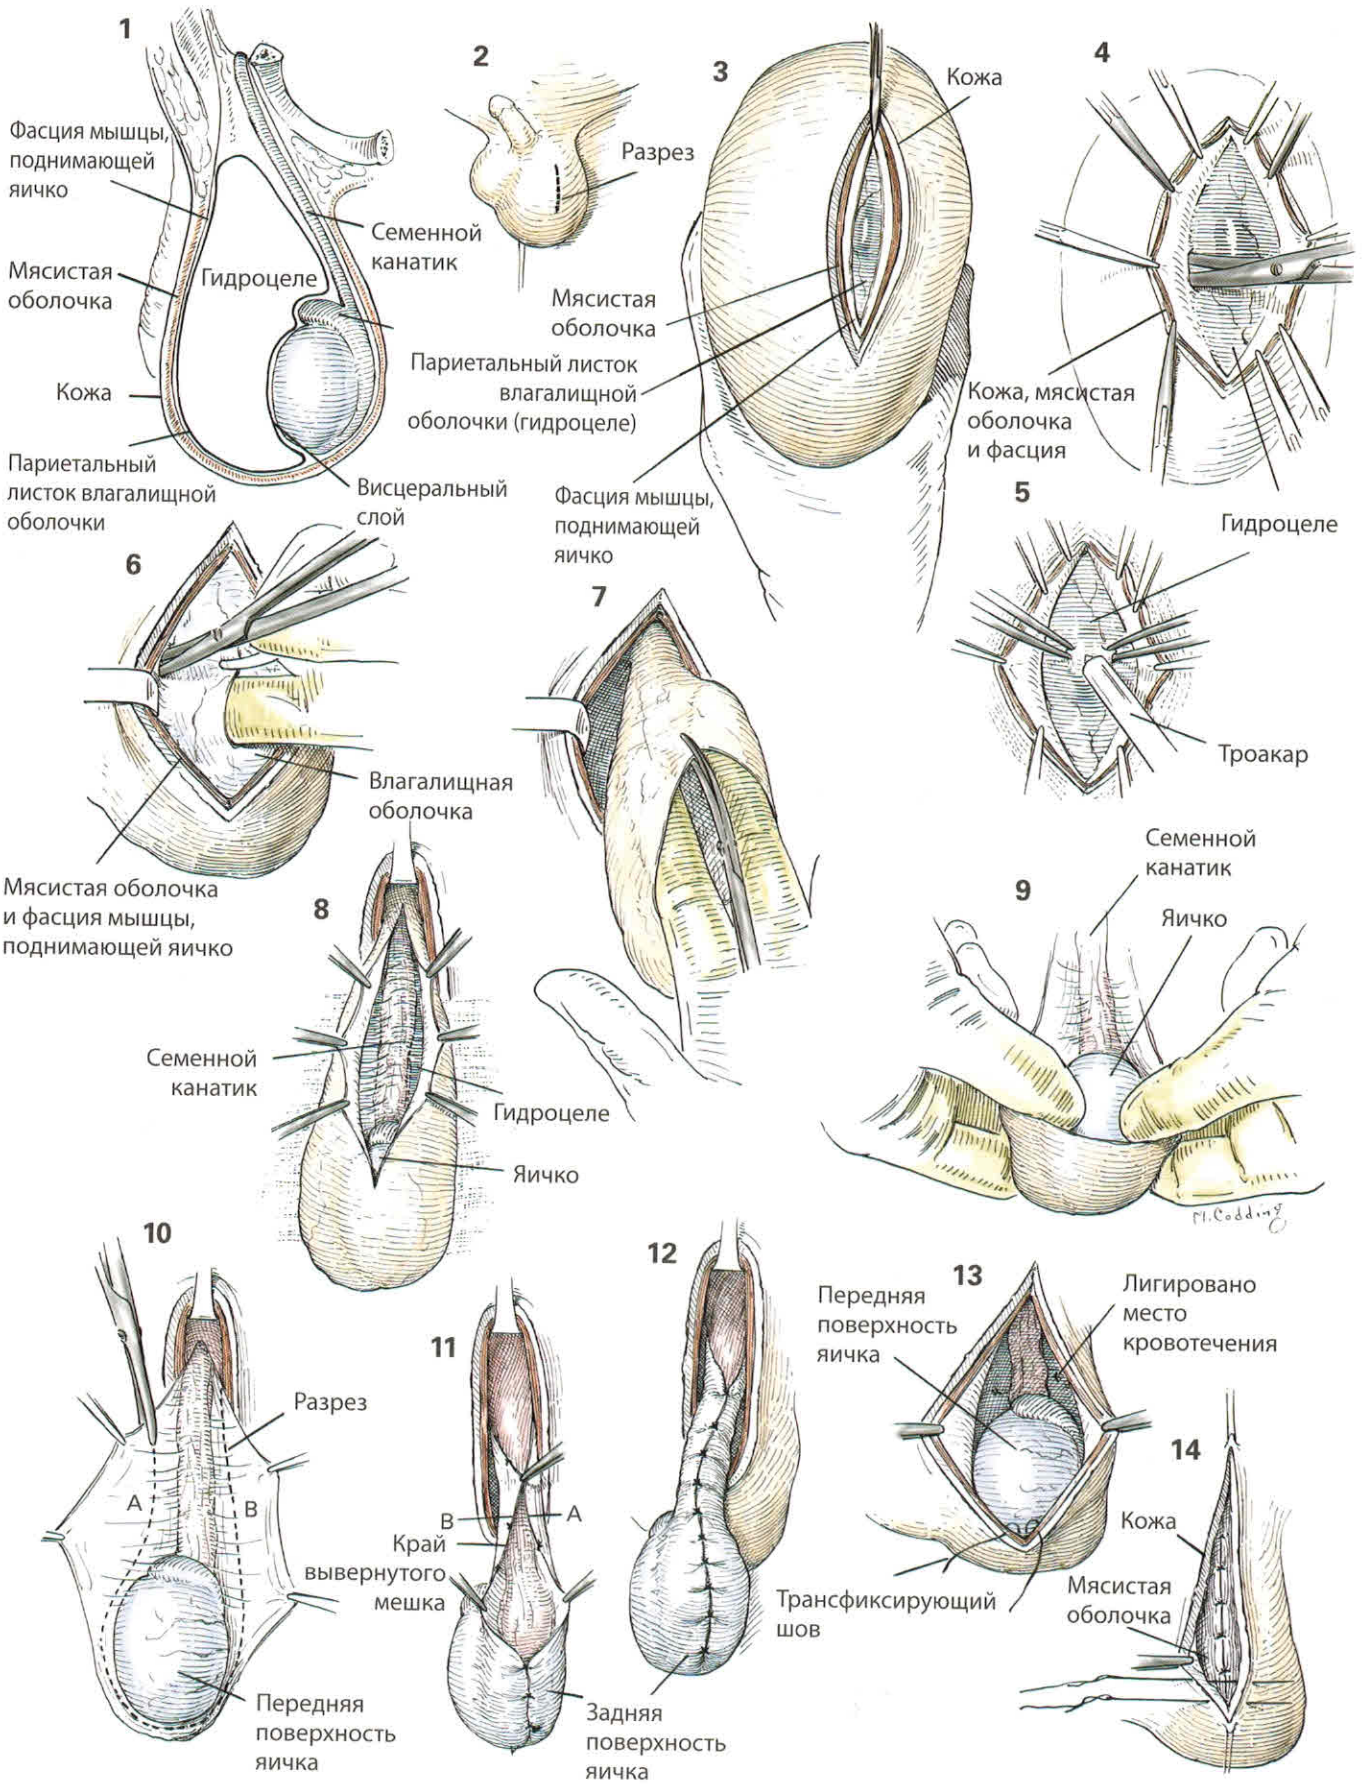 1
Фасция мышцы,
поднимающей
яичко
Мясистая
оболочка
Гидроцеле
Семенной
канатик
Кожа
Париетальный
листок влагалищной
оболочки
Висцеральный
слой
2
Разрез
3
Кожа
Мясистая
оболочка
Париетальный листок
влагалищной
оболочки (гидроцеле)
Фасция мышцы,
поднимающей
яичко
4
Кожа, мясистая
оболочка
и фасция
5
Гидроцеле
Троакар
6
Влагалищная
оболочка
Мясистая оболочка
и фасция мышцы,
поднимающей яичко
7
8
Семенной
канатик
Гидроцеле
Яичко
9
Семенной
канатик
Яичко
M.Codding
10
Разрез
A
B
Передняя
поверхность
яичка
11
B
A
Край
вывернутого
мешка
Задняя
поверхность
яичка
12
13
Передняя
поверхность
яичка
Лигировано
место
кровотечения
Трансфиксирующий
шов
14
Кожа
Мясистая
оболочка